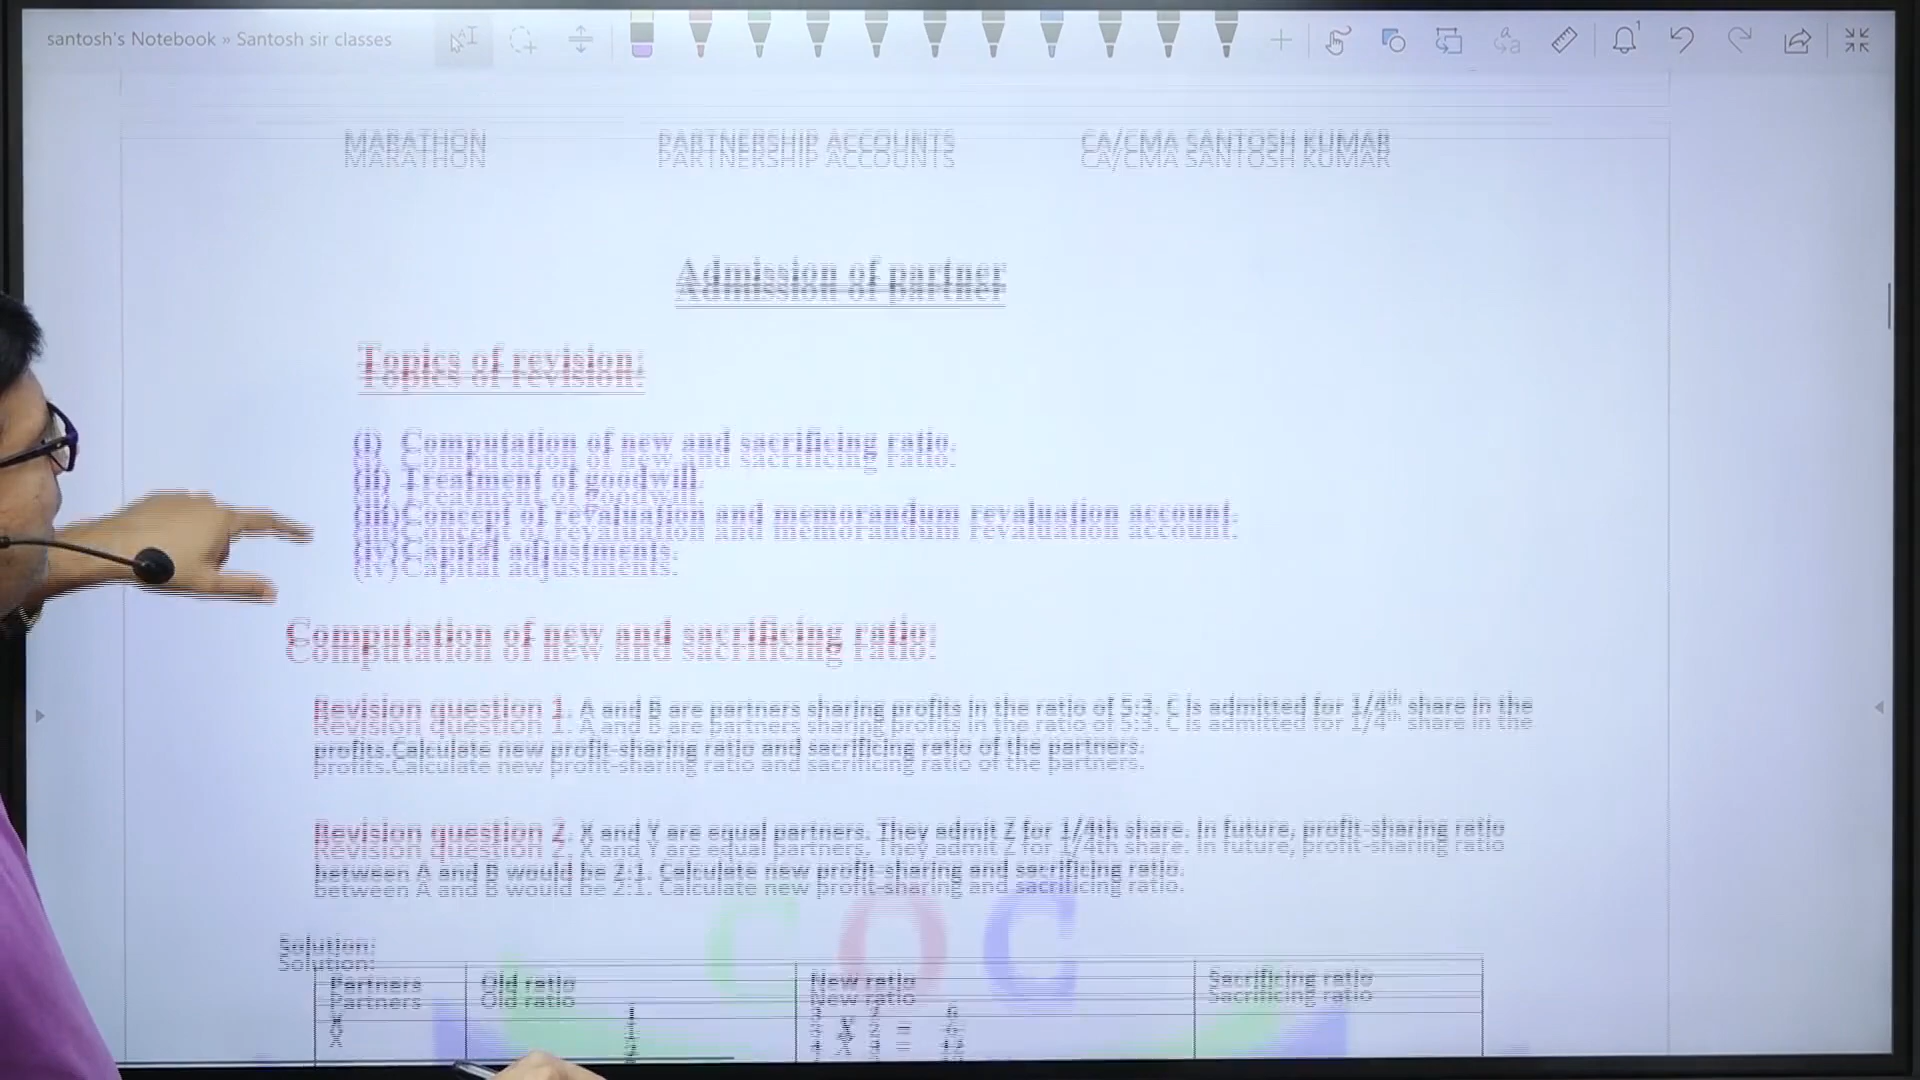 santosh's Notebook » Santosh sir classes
MARATHON PARTNERSHIP ACCOUNTS CA/CMA SANTOSH KUMAR
Admission of partner
Topics of revision:
(i) Computation of new and sacrificing ratio.
(ii) Treatment of goodwill.
(iii)Concept of revaluation and memorandum revaluation account.
(iv)Capital adjustments.
Computation of new and sacrificing ratio:
Revision question 1. A and B are partners sharing profits in the ratio of 5:3. C is admitted for 1/4th share in the
profits.Calculate new profit-sharing ratio and sacrificing ratio of the partners.
Revision question 2. X and Y are equal partners. They admit Z for 1/4th share. In future, profit-sharing ratio
between A and B would be 2:1. Calculate new profit-sharing and sacrificing ratio.
COC
Solution:
Partners Old ratio New ratio Sacrificing ratio
X